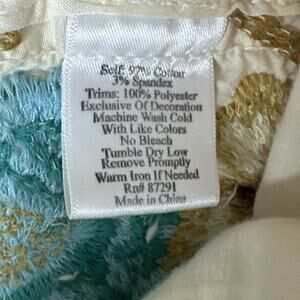 Self: 97% Cotton
3% Spandex
Trims: 100% Polyester
Exclusive Of Decoration
Machine Wash Cold
With Like Colors
No Bleach
Tumble Dry Low
Remove Promptly
Warm Iron If Needed
Rn# 87291
Made in China